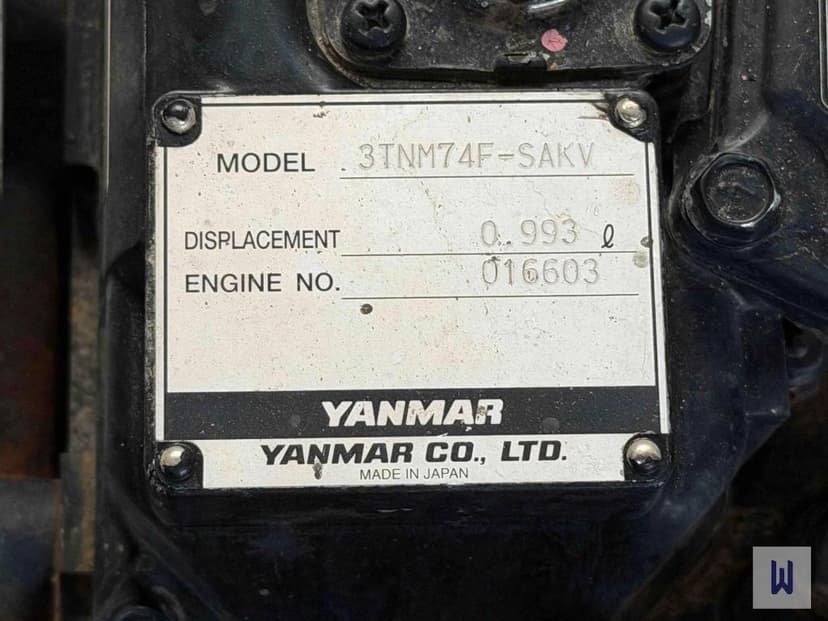 MODEL 3TNM74F-SAKV
DISPLACEMENT 0.993 ℓ
ENGINE NO. 016603
YANMAR
YANMAR CO., LTD.
MADE IN JAPAN
W